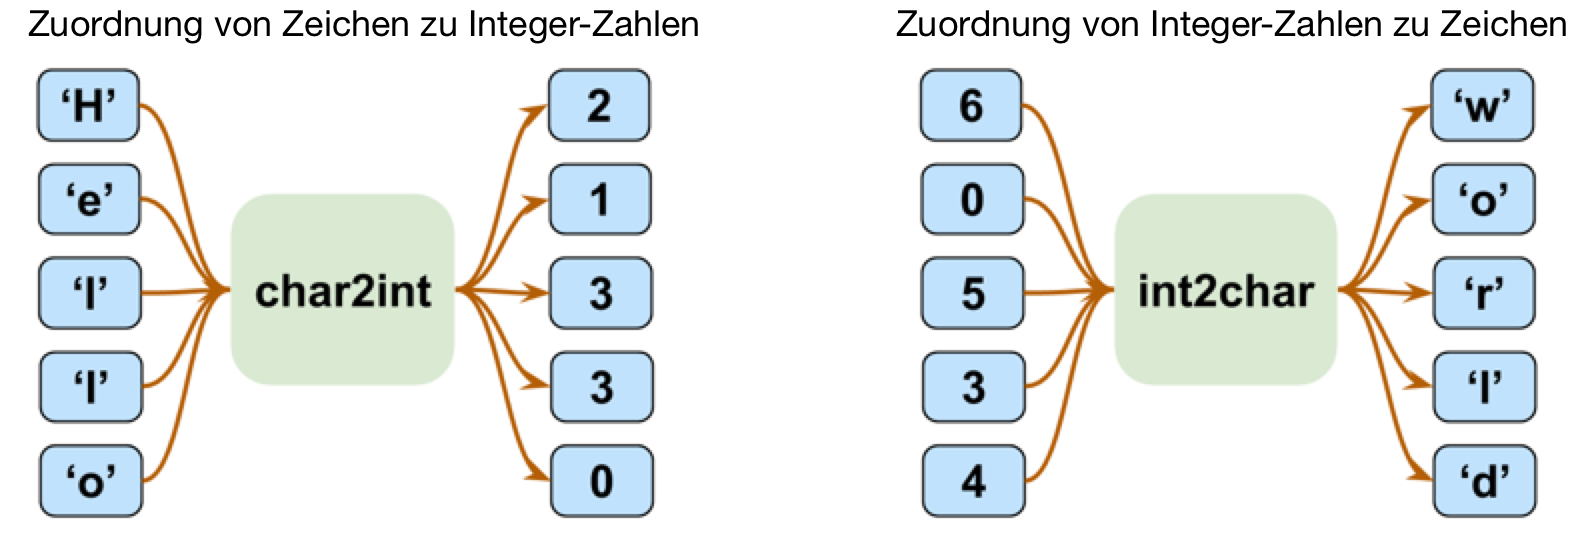 Zuordnung von Zeichen zu Integer-Zahlen
‘H’
‘e’
‘l’
‘l’
‘o’
char2int
2
1
3
3
0
Zuordnung von Integer-Zahlen zu Zeichen
6
0
5
3
4
int2char
‘w’
‘o’
‘r’
‘l’
‘d’